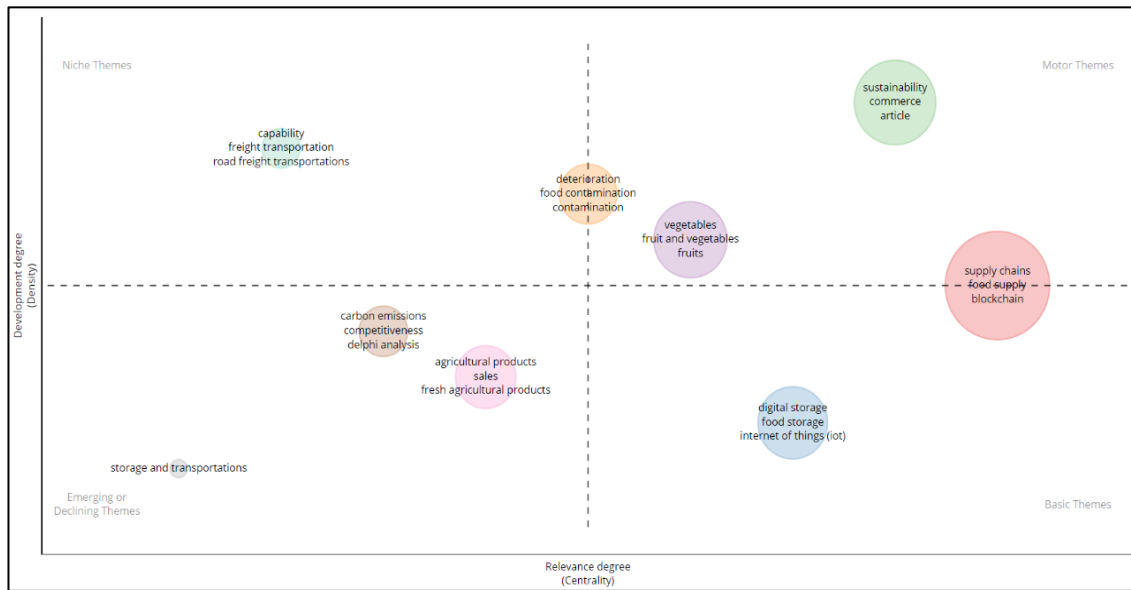 Niche Themes
Motor Themes
sustainability
commerce
article
capability
freight transportation
road freight transportations
deterioration
food contamination
contamination
vegetables
fruit and vegetables
fruits
supply chains
food supply
blockchain
carbon emissions
competitiveness
delphi analysis
agricultural products
sales
fresh agricultural products
digital storage
food storage
internet of things (iot)
storage and transportations
Emerging or
Declining Themes
Basic Themes
Development degree
(Density)
Relevance degree
(Centrality)